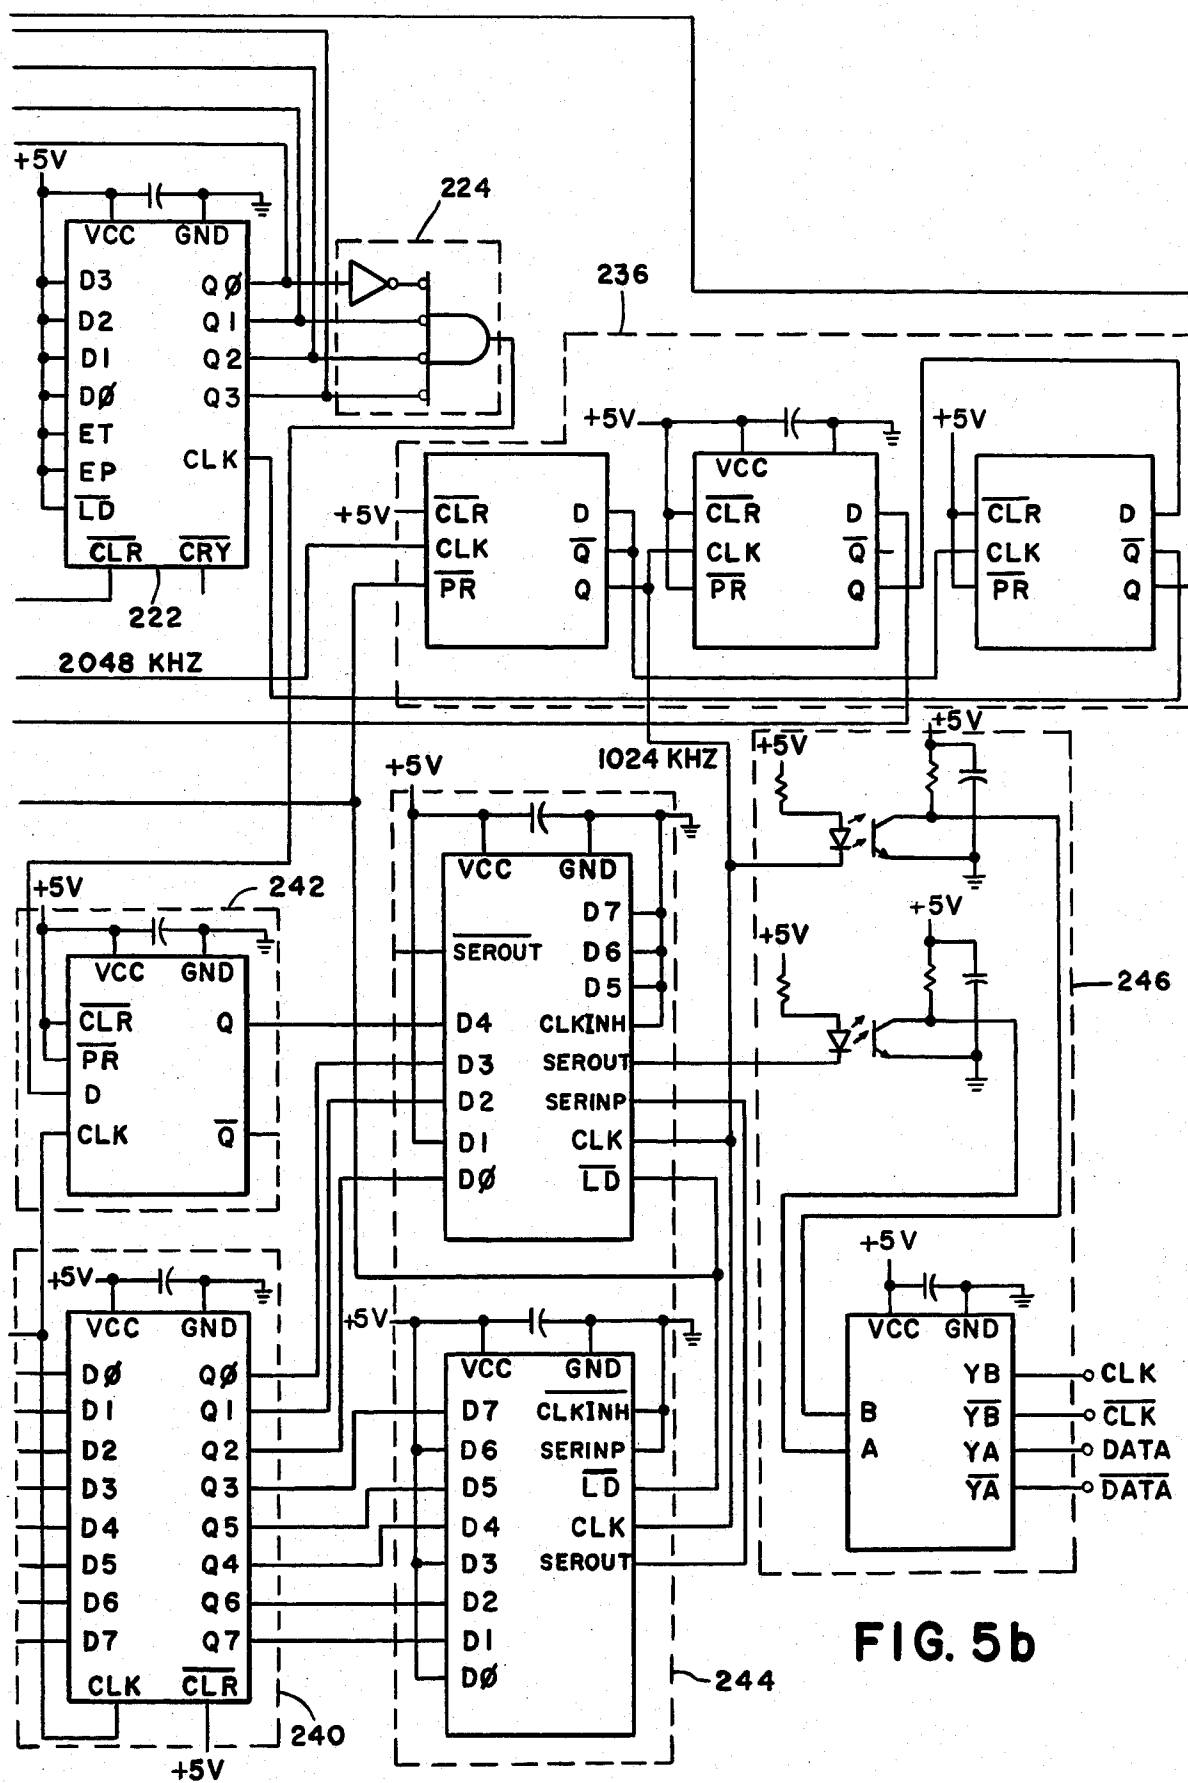 +5V
224
VCC GND
D3 QØ
D2 Q1
D1 Q2
DØ Q3
ET
EP CLK
LD
CLR CRY
222
236
+5V
CLR D
CLK Q
PR Q
+5V
VCC
CLR D
CLK Q
PR Q
+5V
CLR D
CLK Q
PR Q
2048 KHZ
1024 KHZ
+5V
VCC GND
D7
SEROUT D6
D5
D4 CLKINH
D3 SEROUT
D2 SERINP
D1 CLK
DØ LD
+5V
+5V
+5V
+5V
246
+5V
242
VCC GND
CLR Q
PR
D
CLK Q
+5V
VCC GND
DØ QØ
D1 Q1
D2 Q2
D3 Q3
D4 Q5
D5 Q4
D6 Q6
D7 Q7
CLK CLR
240
+5V
+5V
VCC GND
D7 CLKINH
D6 SERINP
D5 LD
D4 CLK
D3 SEROUT
D2
D1
DØ
244
+5V
VCC GND
YB CLK
B YB CLK
A YA DATA
YA DATA
FIG. 5b